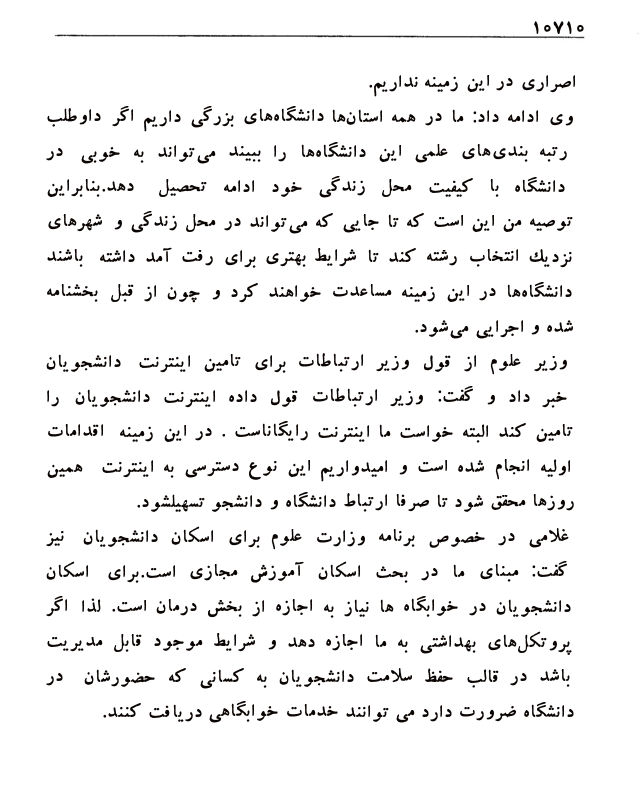 ۱۰۷۱۰
اصراری در این زمینه نداریم.
وی ادامه داد: ما در همه استان‌ها دانشگاه‌های بزرگی داریم اگر داوطلب
رتبه بندی‌های علمی این دانشگاه‌ها را ببیند می‌تواند به خوبی در
دانشگاه با کیفیت محل زندگی خود ادامه تحصیل دهد.بنابراین
توصیه من این است که تا جایی که می‌تواند در محل زندگی و شهرهای
نزدیك انتخاب رشته کند تا شرایط بهتری برای رفت آمد داشته باشند
دانشگاه‌ها در این زمینه مساعدت خواهند کرد و چون از قبل بخشنامه
شده و اجرایی می‌شود.
وزیر علوم از قول وزیر ارتباطات برای تامین اینترنت دانشجویان
خبر داد و گفت: وزیر ارتباطات قول داده اینترنت دانشجویان را
تامین کند البته خواست ما اینترنت رایگاناست . در این زمینه اقدامات
اولیه انجام شده است و امیدواریم این نوع دسترسی به اینترنت همین
روزها محقق شود تا صرفا ارتباط دانشگاه و دانشجو تسهیلشود.
غلامی در خصوص برنامه وزارت علوم برای اسکان دانشجویان نیز
گفت: مبنای ما در بحث اسکان آموزش مجازی است.برای اسکان
دانشجویان در خوابگاه ها نیاز به اجازه از بخش درمان است. لذا اگر
پروتکل‌های بهداشتی به ما اجازه دهد و شرایط موجود قابل مدیریت
باشد در قالب حفظ سلامت دانشجویان به کسانی که حضورشان در
دانشگاه ضرورت دارد می توانند خدمات خوابگاهی دریافت کنند.